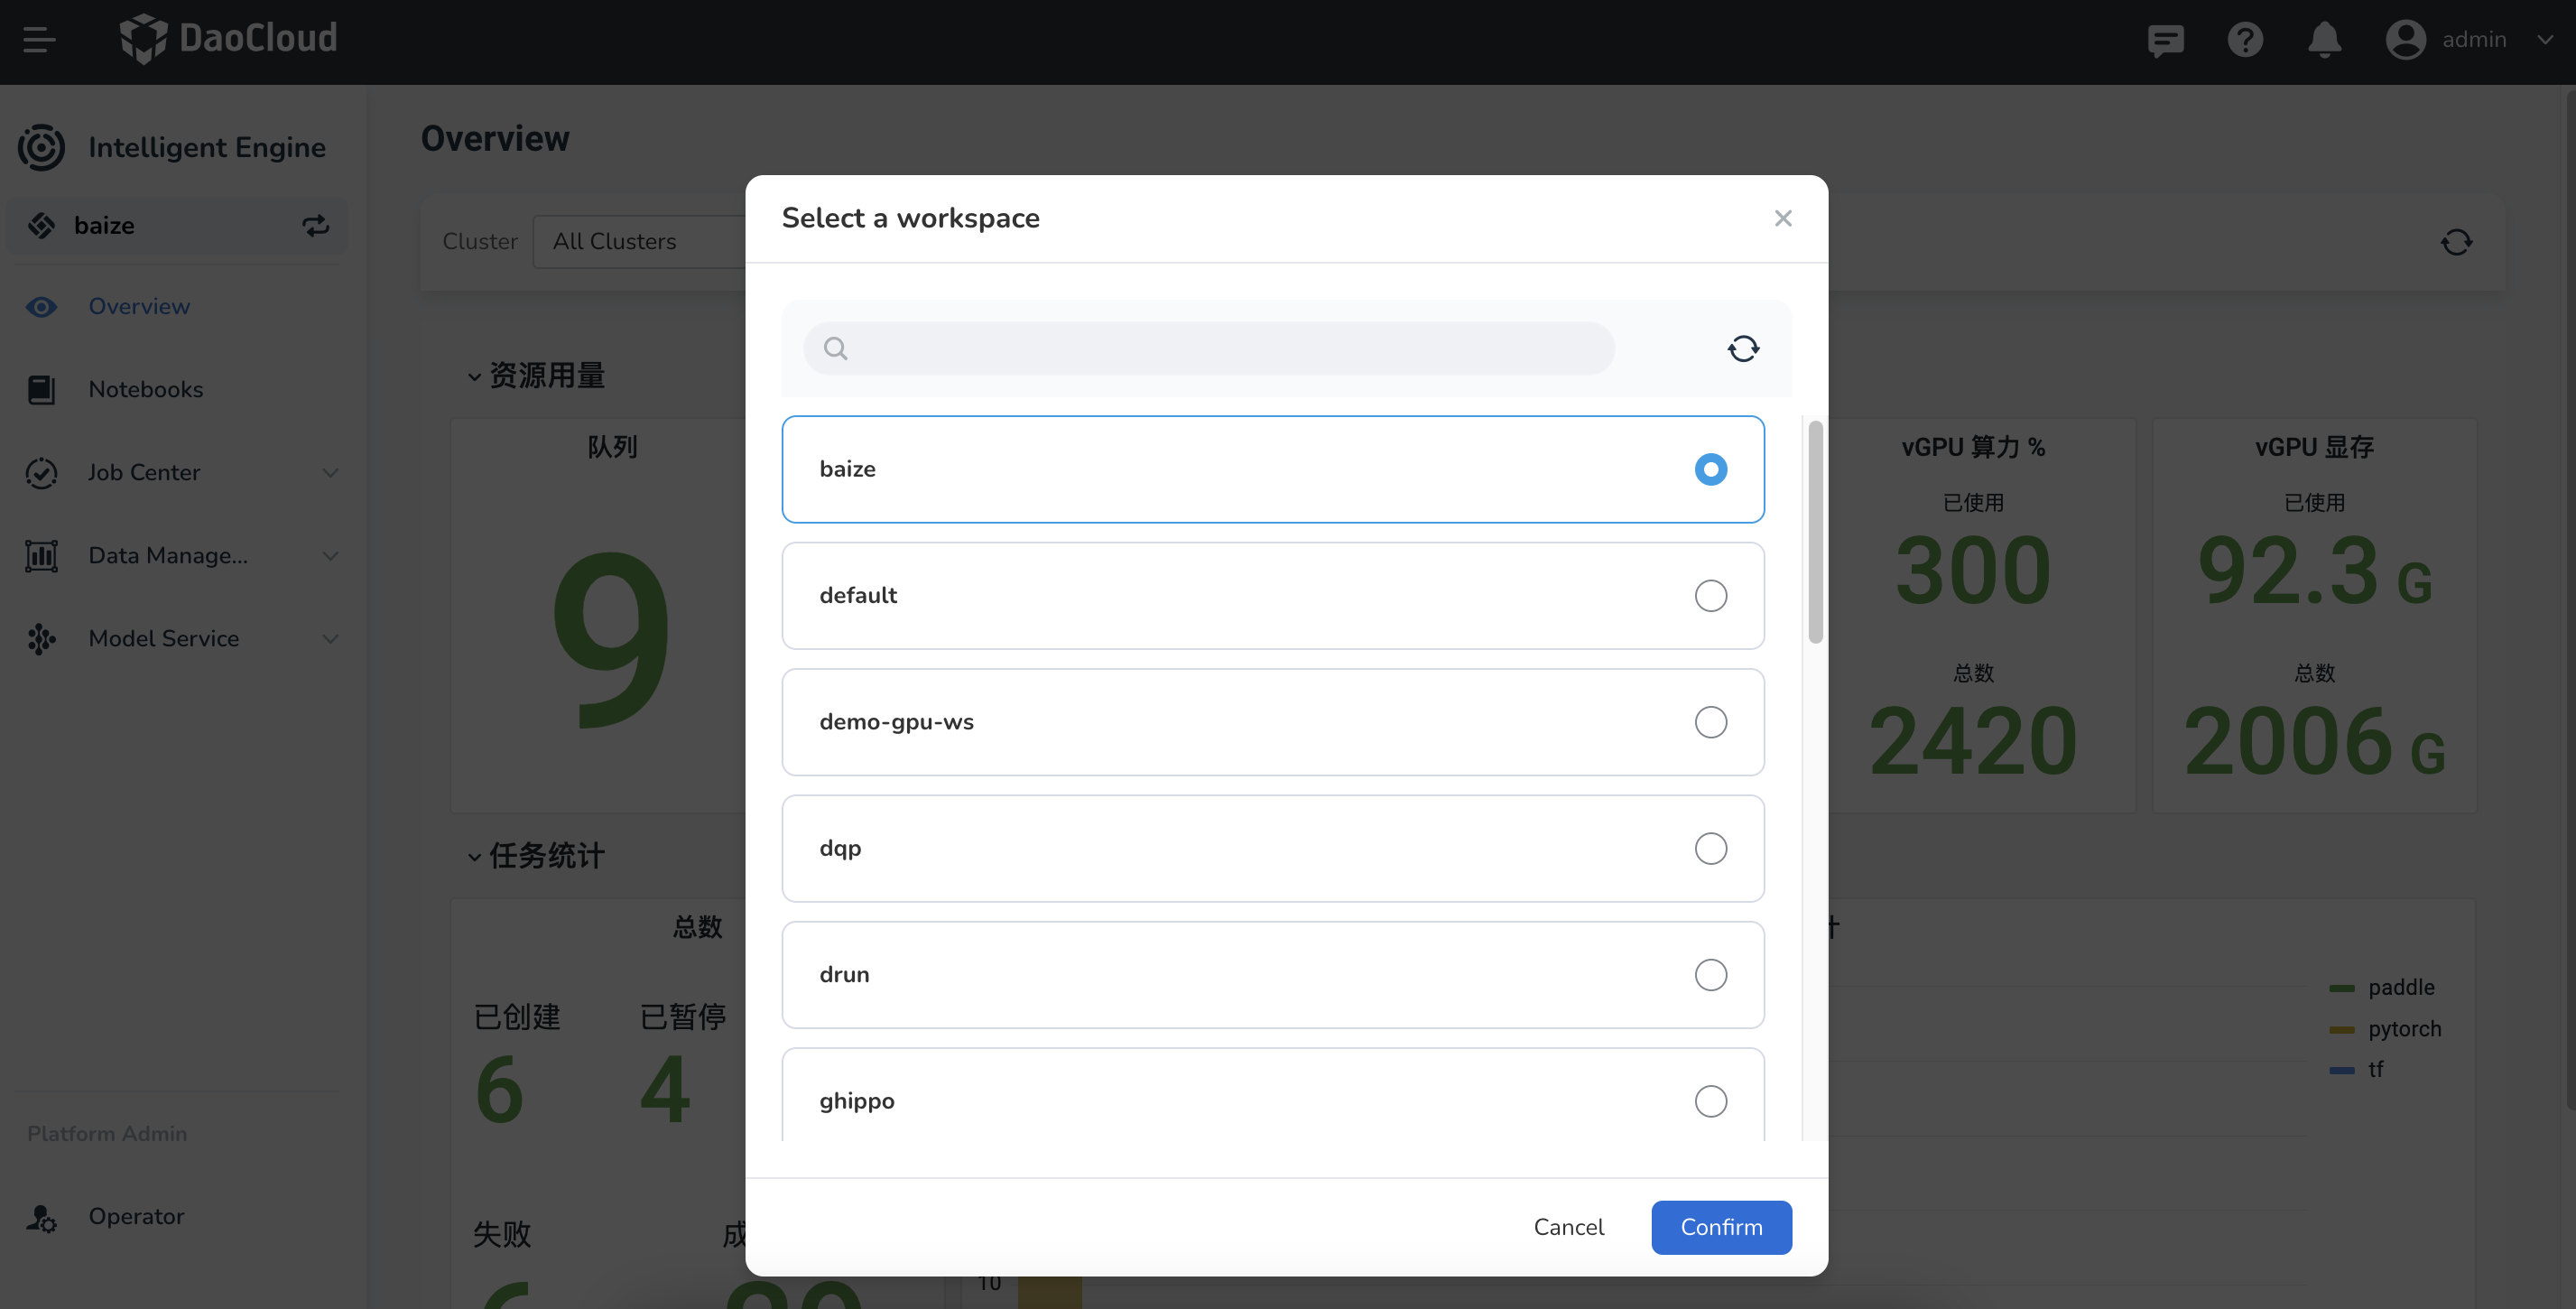 DaoCloud
admin
Intelligent Engine
baize
Overview
Notebooks
Job Center
Data Manage...
Model Service
Platform Admin
Operator
Overview
Cluster
All Clusters
资源用量
队列
9
vGPU 算力 %
已使用
300
总数
2420
vGPU 显存
已使用
92.3 G
总数
2006 G
任务统计
总数
已创建
6
已暂停
4
失败
10
paddle
pytorch
tf
Select a workspace
baize
default
demo-gpu-ws
dqp
drun
ghippo
Cancel
Confirm